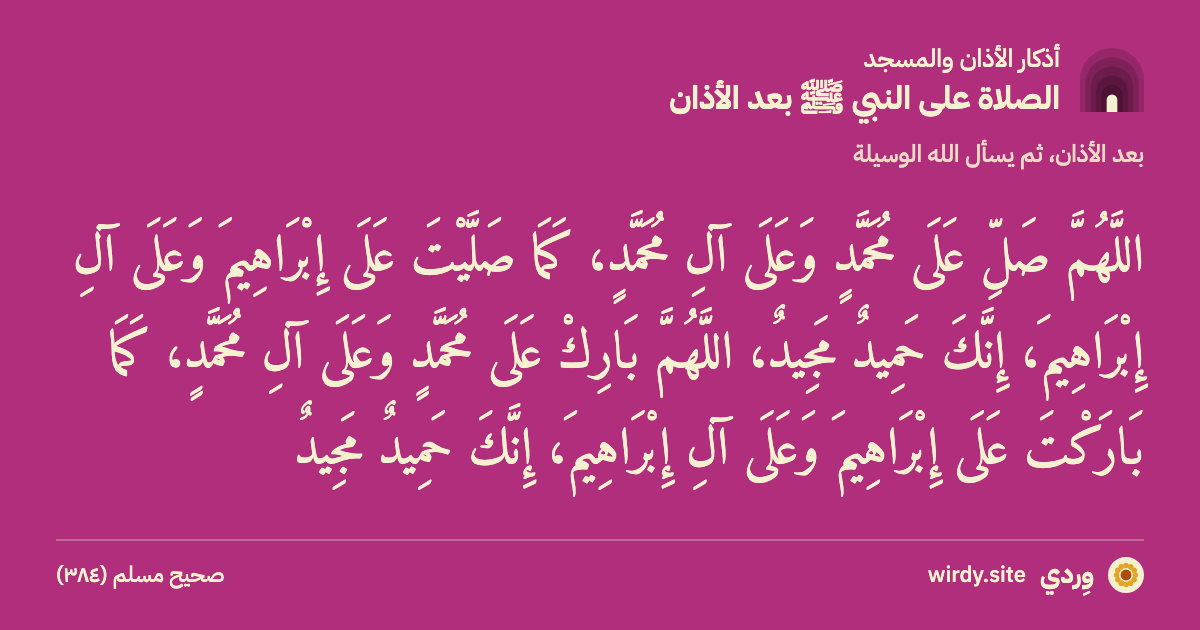 أذكار الأذان والمسجد
الصلاة على النبي ﷺ بعد الأذان
بعد الأذان، ثم يسأل الله الوسيلة
اللَّهُمَّ صَلِّ عَلَى مُحَمَّدٍ وَعَلَى آلِ مُحَمَّدٍ، كَمَا صَلَّيْتَ عَلَى إِبْرَاهِيمَ وَعَلَى آلِ
إِبْرَاهِيمَ، إِنَّكَ حَمِيدٌ مَجِيدٌ، اللَّهُمَّ بَارِكْ عَلَى مُحَمَّدٍ وَعَلَى آلِ مُحَمَّدٍ، كَمَا
بَارَكْتَ عَلَى إِبْرَاهِيمَ وَعَلَى آلِ إِبْرَاهِيمَ، إِنَّكَ حَمِيدٌ مَجِيدٌ
وِردي wirdy.site
صحيح مسلم (٣٨٤)